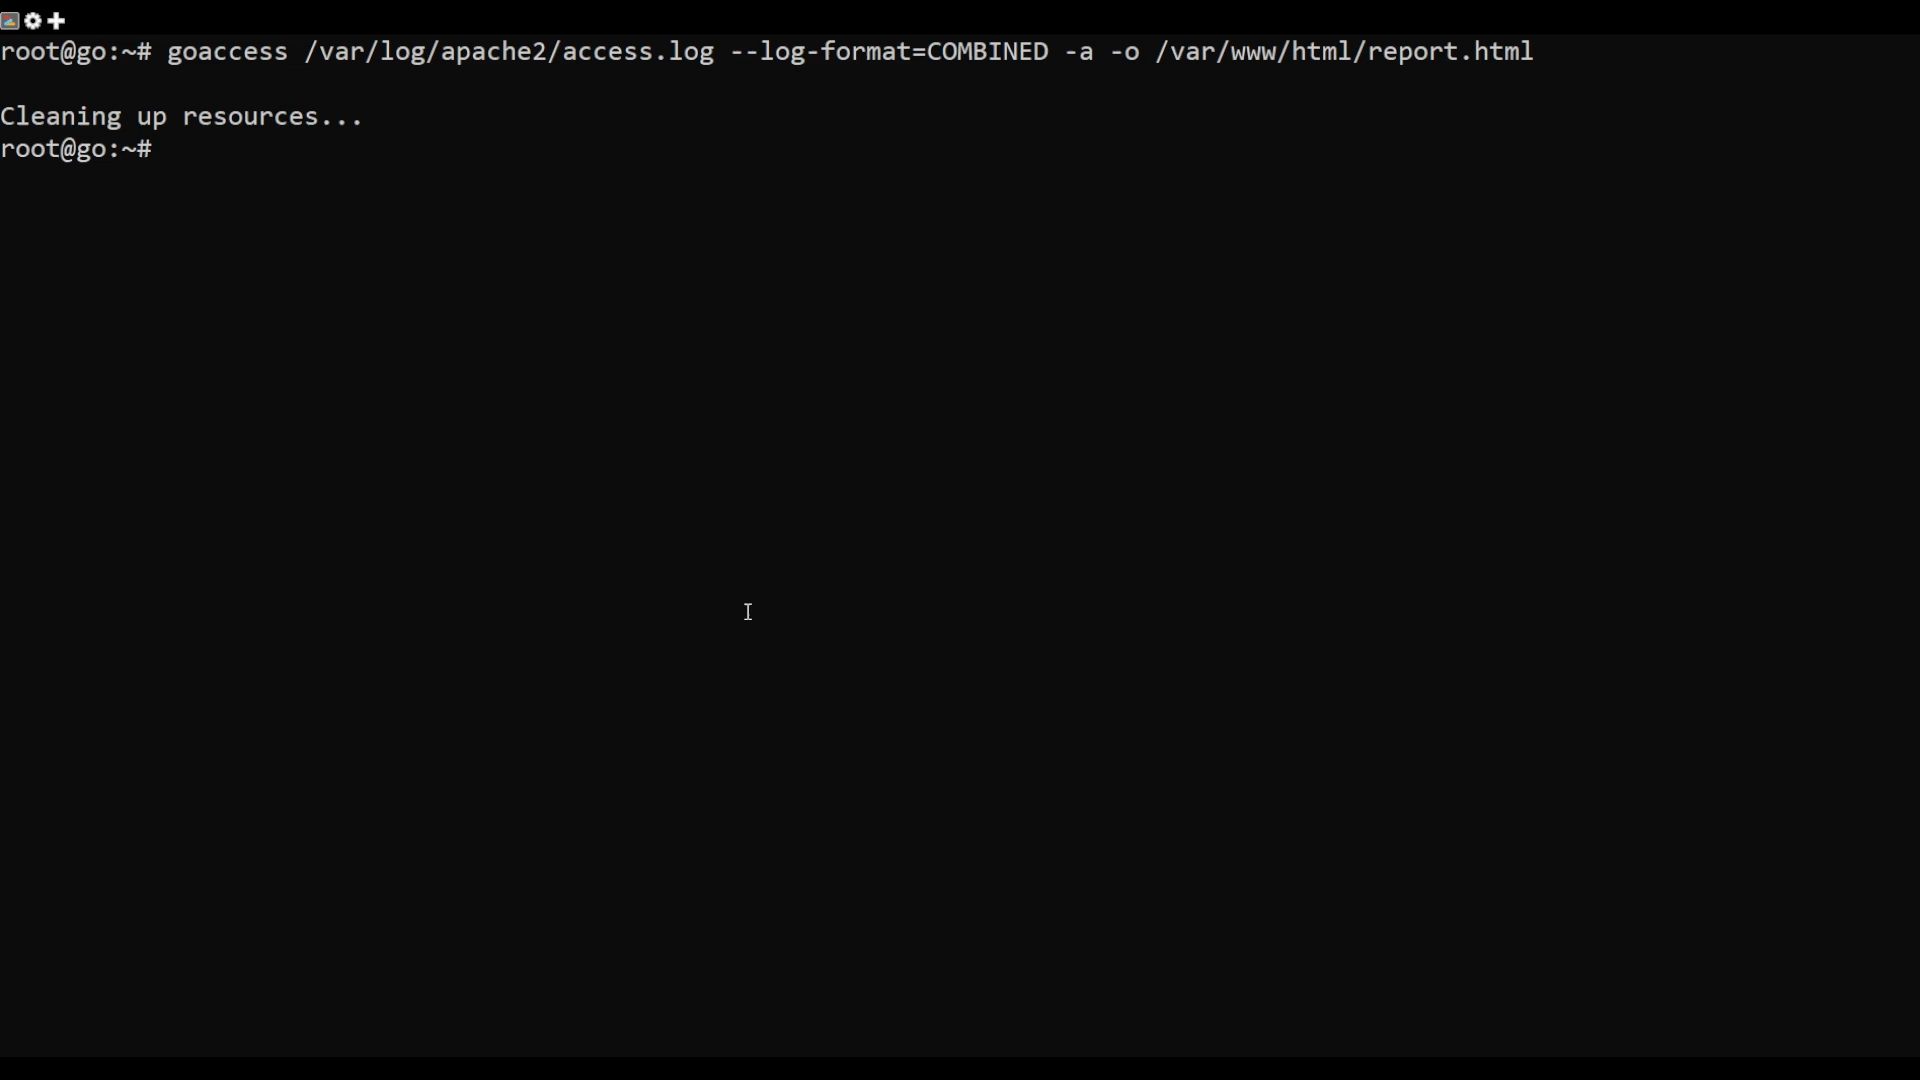 root@go:~# goaccess /var/log/apache2/access.log --log-format=COMBINED -a -o /var/www/html/report.html
Cleaning up resources...
root@go:~#